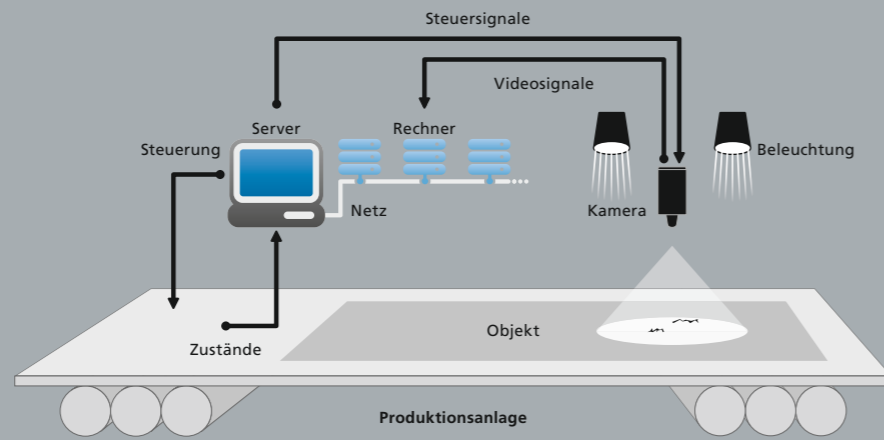 Steuersignale
Videosignale
Server
Rechner
Steuerung
Beleuchtung
Netz
Kamera
Objekt
Zustände
Produktionsanlage